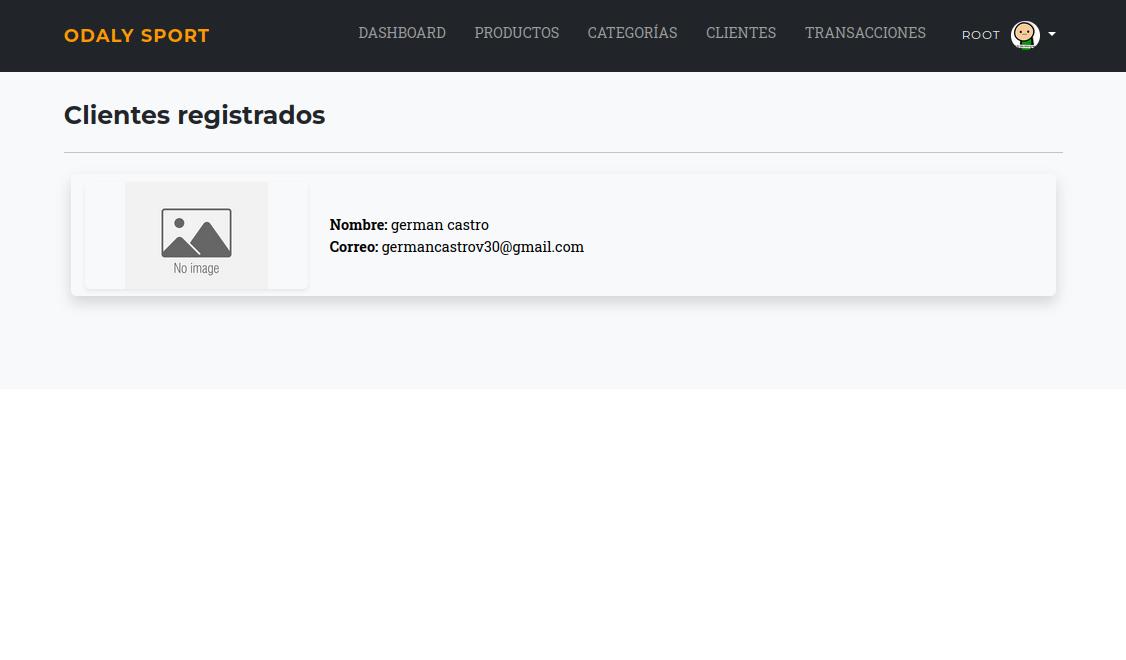 ODALY SPORT
DASHBOARD
PRODUCTOS
CATEGORÍAS
CLIENTES
TRANSACCIONES
ROOT
Clientes registrados
No image
Nombre: german castro
Correo: germancastrov30@gmail.com